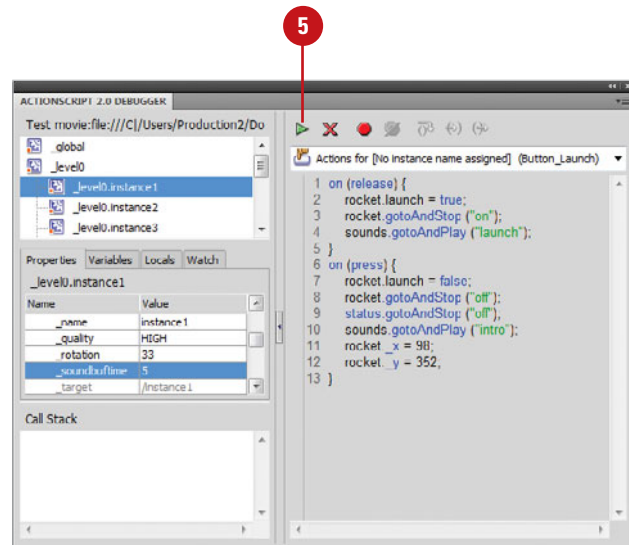 5
ACTIONSCRIPT 2.0 DEBUGGER
Test movie:file:///C|/Users/Production2/Do
_global
_level0
_level0.instance1
_level0.instance2
_level0.instance3
Properties Variables Locals Watch
_level0.instance1
Name Value
_name instance1
_quality HIGH
_rotation 33
_soundbuftime 5
_target /instance1
Call Stack
Actions for [No instance name assigned] (Button_Launch)
1 on (release) {
2 rocket.launch = true;
3 rocket.gotoAndStop ("on");
4 sounds.gotoAndPlay ("launch");
5 }
6 on (press) {
7 rocket.launch = false;
8 rocket.gotoAndStop ("off");
9 status.gotoAndStop ("off");
10 sounds.gotoAndPlay ("intro");
11 rocket._x = 98;
12 rocket._y = 352;
13 }